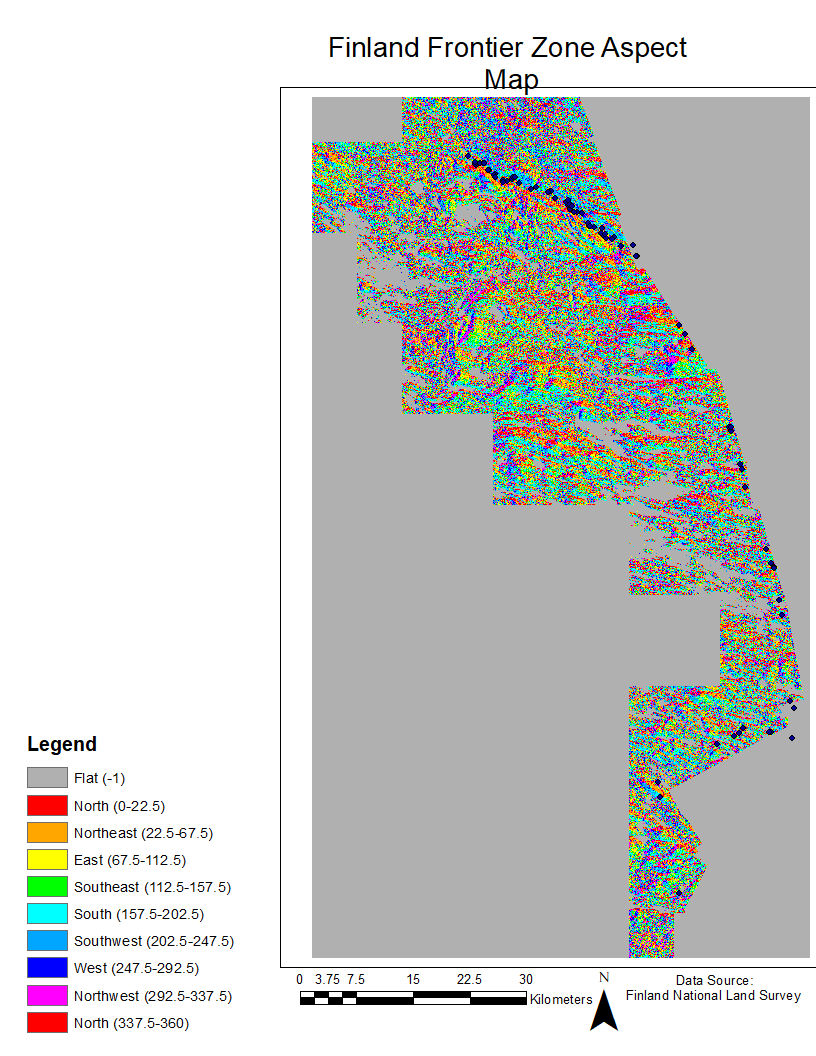 Finland Frontier Zone Aspect
Map
Legend
Flat (-1)
North (0-22.5)
Northeast (22.5-67.5)
East (67.5-112.5)
Southeast (112.5-157.5)
South (157.5-202.5)
Southwest (202.5-247.5)
West (247.5-292.5)
Northwest (292.5-337.5)
North (337.5-360)
0 3.75 7.5 15 22.5 30
Kilometers
N
Data Source:
Finland National Land Survey